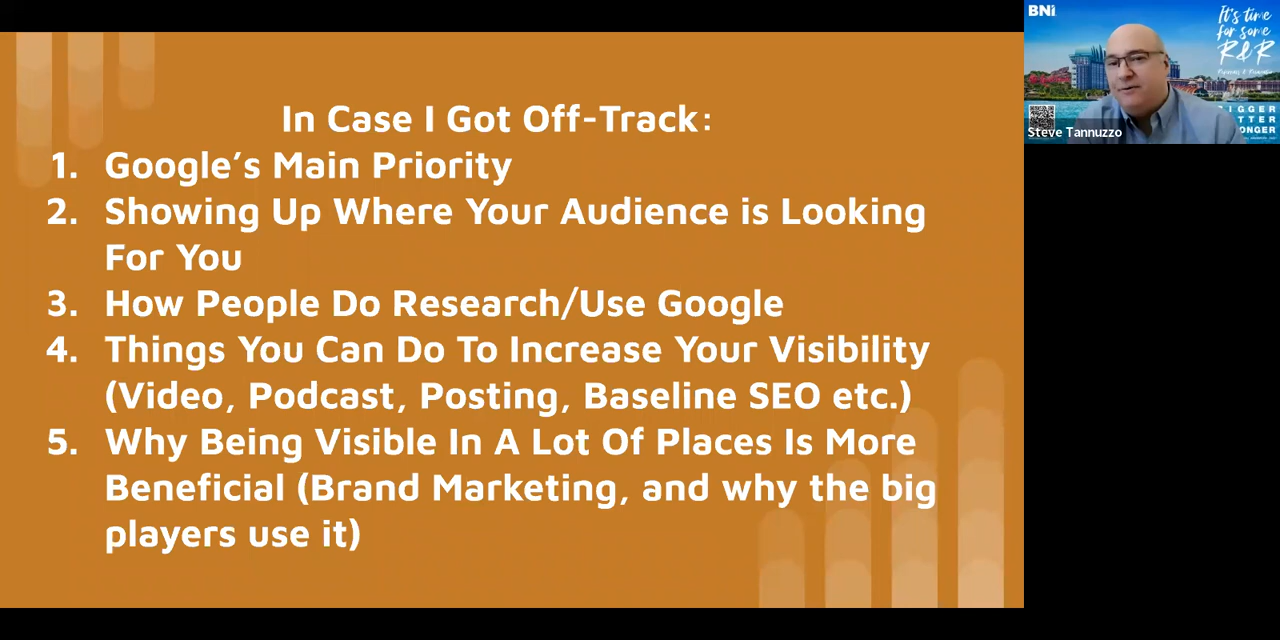 In Case I Got Off-Track:
1. Google’s Main Priority
2. Showing Up Where Your Audience is Looking
For You
3. How People Do Research/Use Google
4. Things You Can Do To Increase Your Visibility
(Video, Podcast, Posting, Baseline SEO etc.)
5. Why Being Visible In A Lot Of Places Is More
Beneficial (Brand Marketing, and why the big
players use it)
BNI
It's time
for some
R&R
Steve Tannuzzo